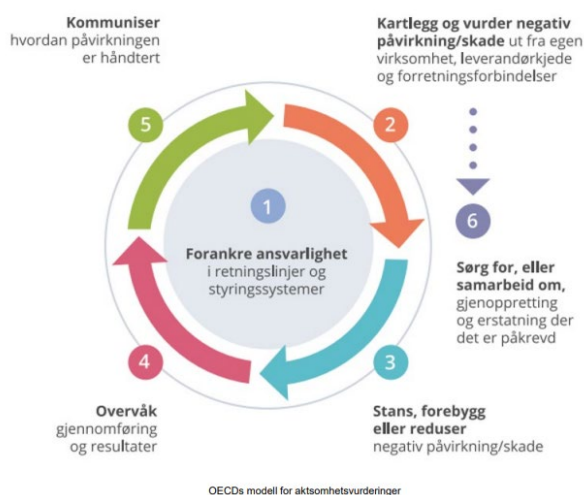 Kommuniser
hvordan påvirkningen
er håndtert
5
Kartlegg og vurder negativ
påvirkning/skade ut fra egen
virksomhet, leverandørkjede
og forretningsforbindelser
2
1
Forankre ansvarlighet
i retningslinjer og
styringssystemer
6
Sørg for, eller
samarbeid om,
gjenoppretting
og erstatning der
det er påkrevd
4
Overvåk
gjennomføring
og resultater
3
Stans, forebygg
eller reduser
negativ påvirkning/skade
OECDs modell for aktsomhetsvurderinger